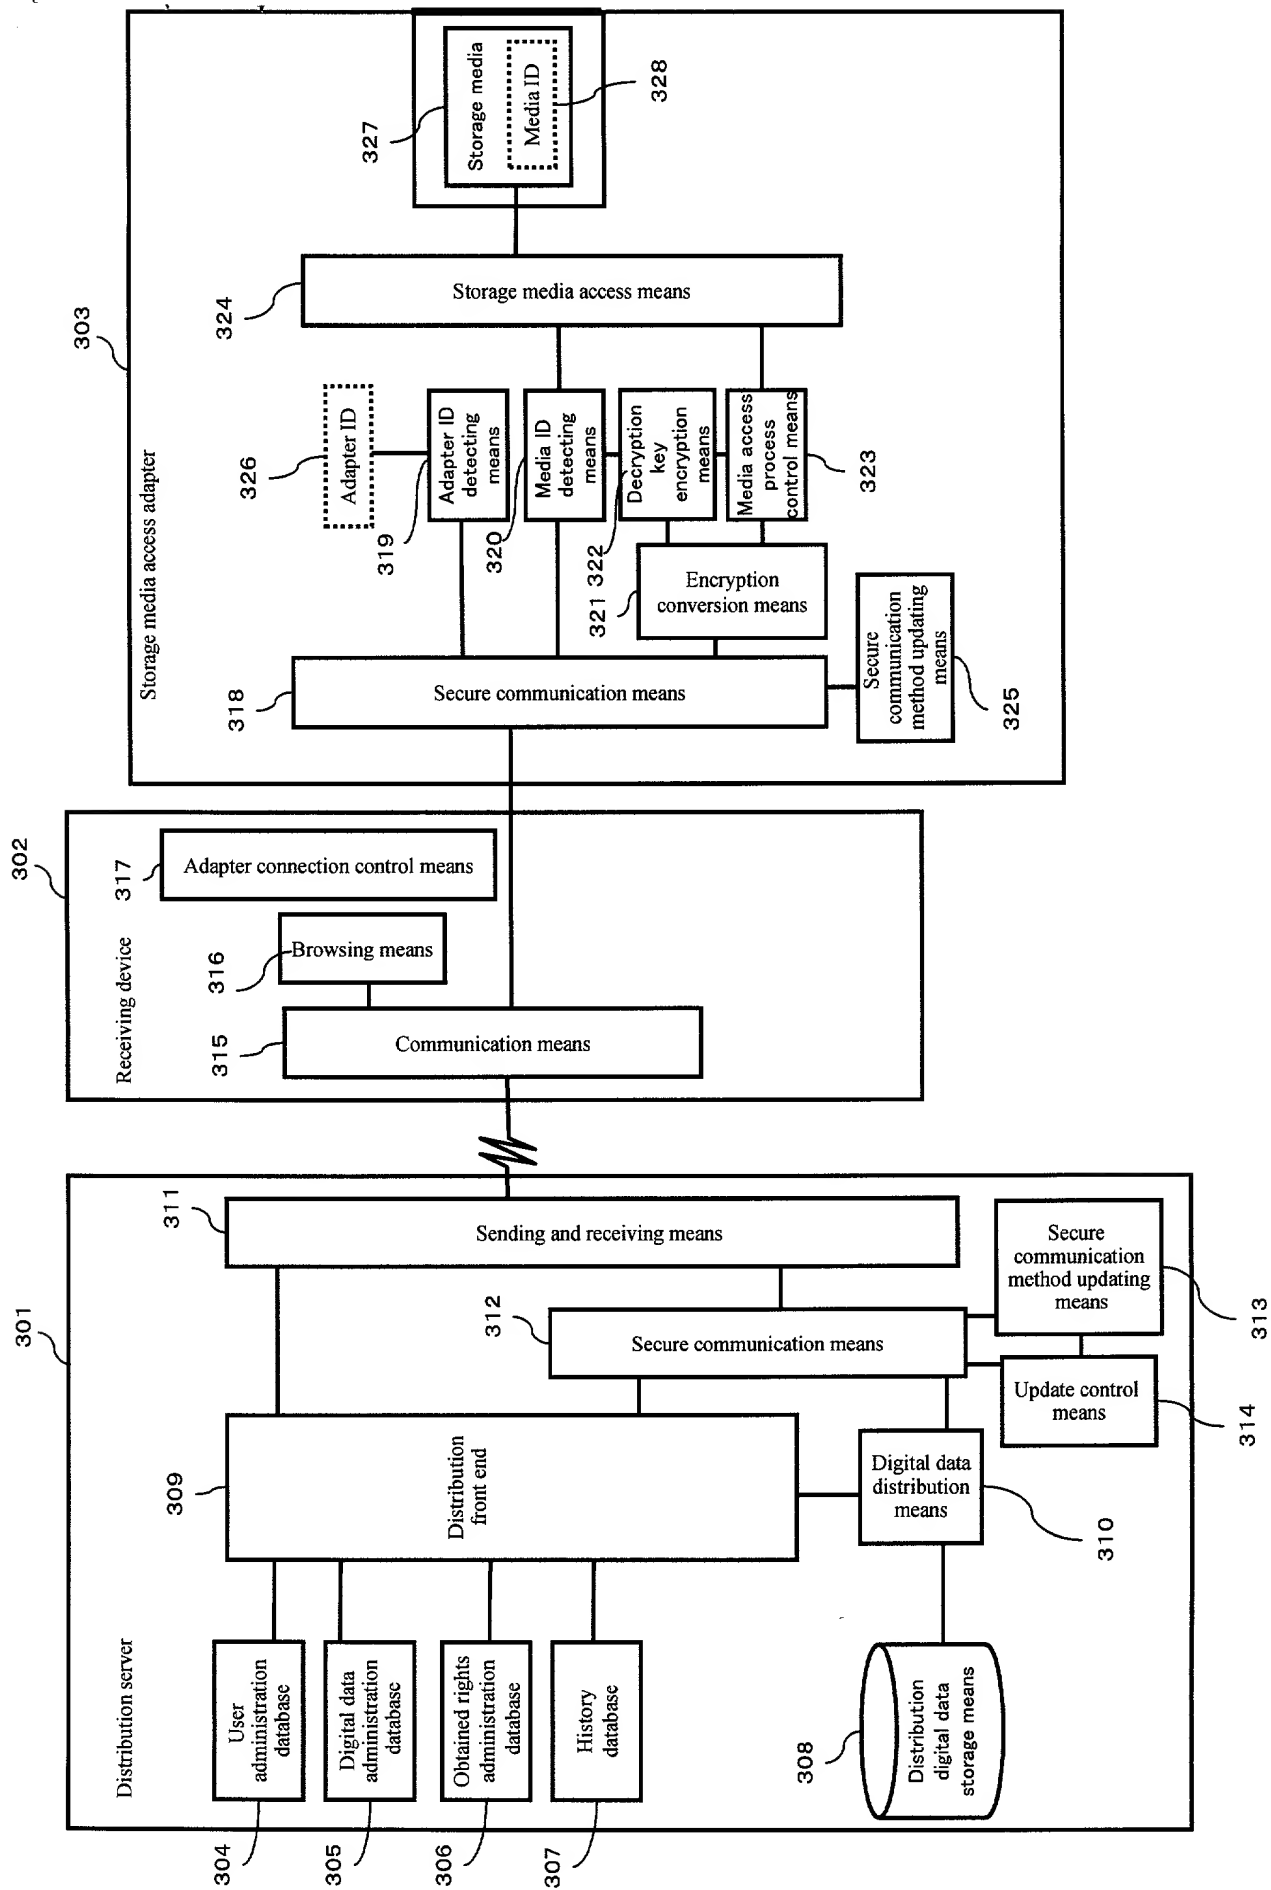 301
Distribution server
304
User
administration
database
305
Digital data
administration
database
306
Obtained rights
administration
database
307
History
database
308
Distribution
digital data
storage means
309
Distribution
front end
310
Digital data
distribution
means
311
Sending and receiving means
312
Secure communication means
313
Secure
communication
method updating
means
314
Update control
means
302
Receiving device
315
Communication means
316
Browsing means
317
Adapter connection control means
303
Storage media access adapter
318
Secure communication means
319
Adapter ID
detecting
means
320
Media ID
detecting
means
321
Encryption
conversion means
322
Decryption
key
encryption
means
323
Media access
process
control means
324
Storage media access means
325
Secure
communication
method updating
means
326
Adapter ID
327
Storage media
328
Media ID